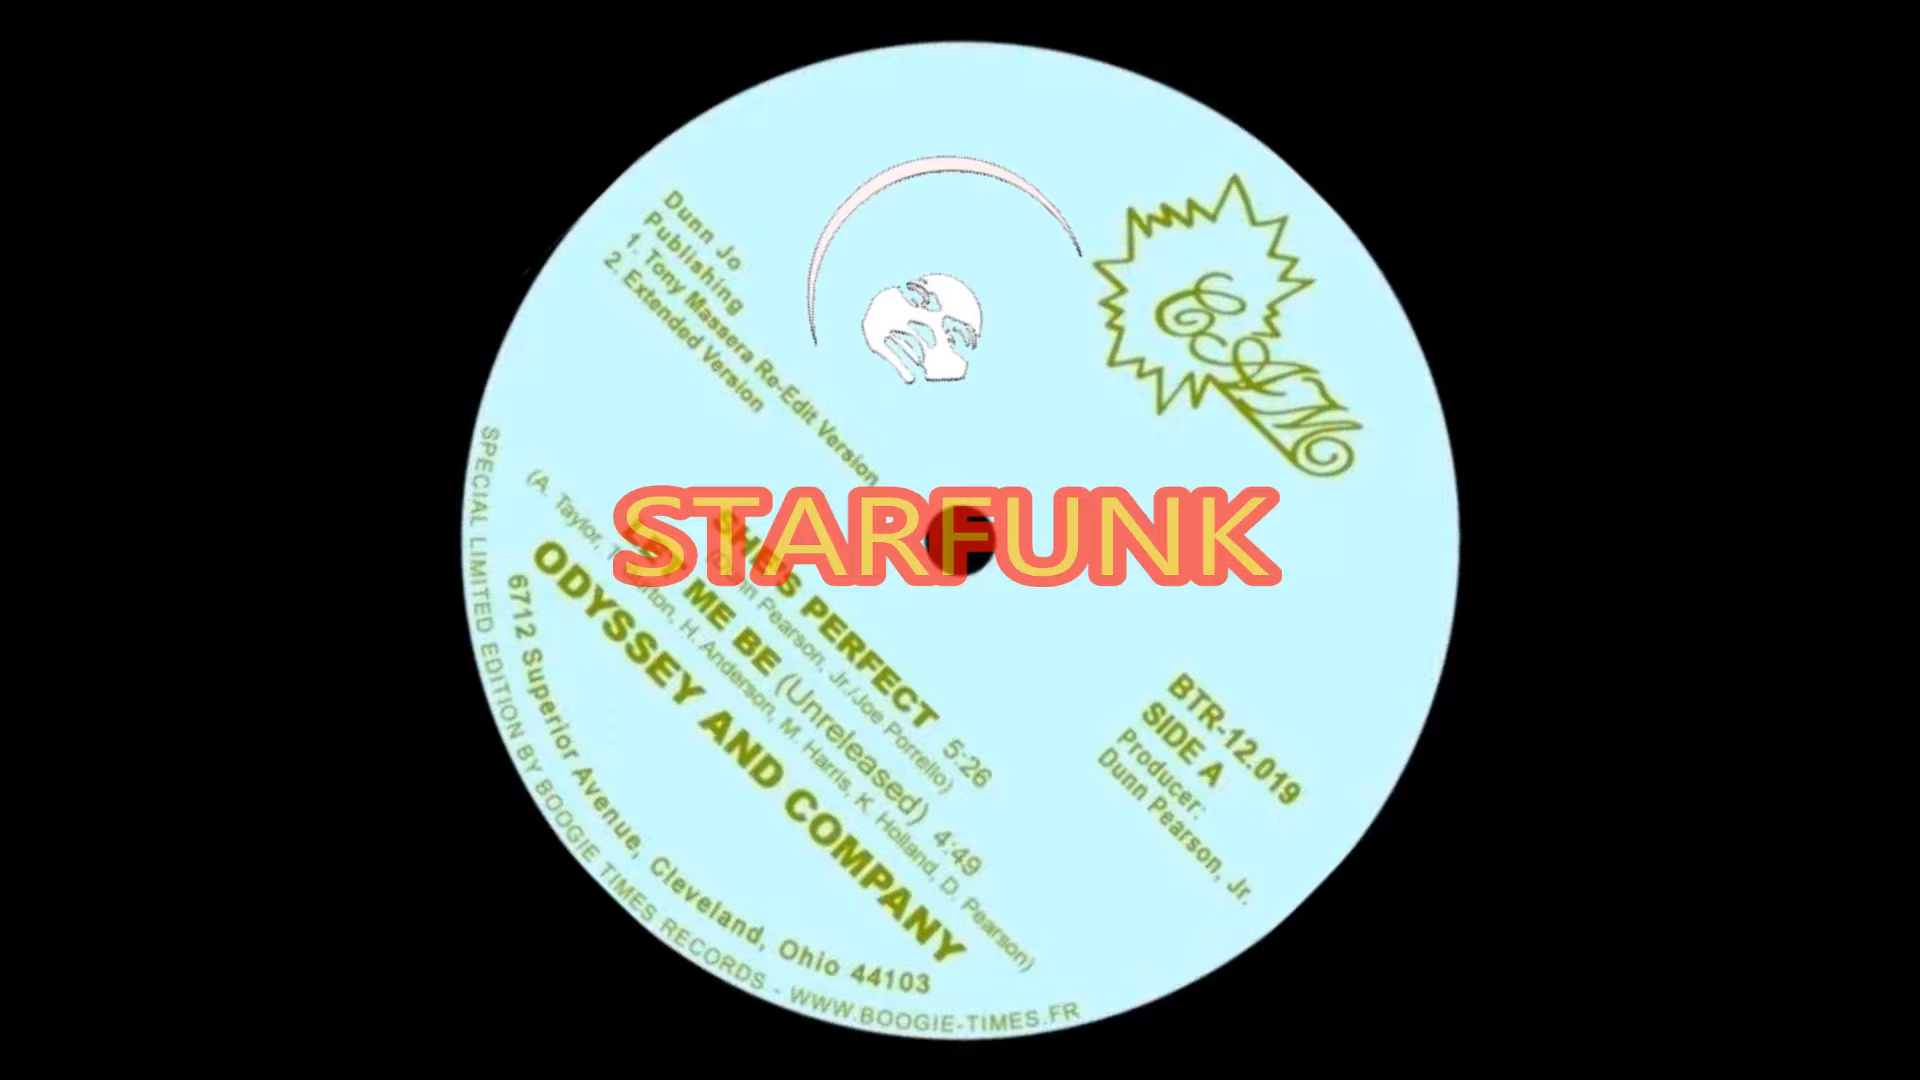 Dunn Jo
Publishing
1. Tony Massera Re-Edit Version
2. Extended Version
ECAM
STARFUNK
SHE IS PERFECT 5:26
Pearson, Jr./Joe Porrello)
ME BE (Unreleased) 4:49
(A. Taylor, H. Anderson, M. Harris, K. Holland, D. Pearson)
ODYSSEY AND COMPANY
BTR-12.019
SIDE A
Producer:
Dunn Pearson, Jr.
6712 Superior Avenue, Cleveland, Ohio 44103
SPECIAL LIMITED EDITION BY BOOGIE TIMES RECORDS - WWW.BOOGIE-TIMES.FR